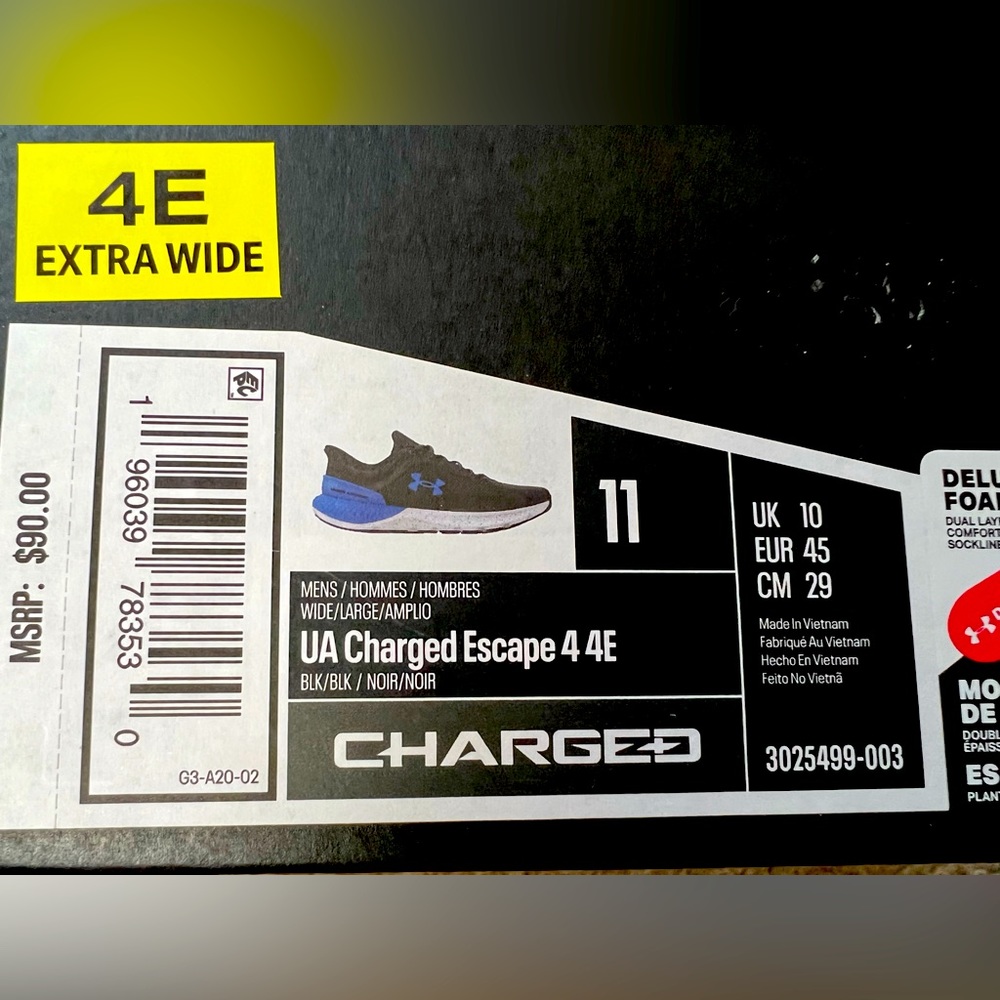 4E
EXTRA WIDE
MSRP: $90.00
1 96039 78353 0
G3-A20-02
11
MENS / HOMMES / HOMBRES
WIDE/LARGE/AMPLIO
UA Charged Escape 4 4E
BLK/BLK / NOIR/NOIR
CHARGED
UK 10
EUR 45
CM 29
Made In Vietnam
Fabriqué Au Vietnam
Hecho En Vietnam
Feito No Vietnã
3025499-003
DELU
FOA
DUAL LAY
COMFORT
SOCKLINE
MO
DE
DOUBL
ÉPAISS
ES
PLAN